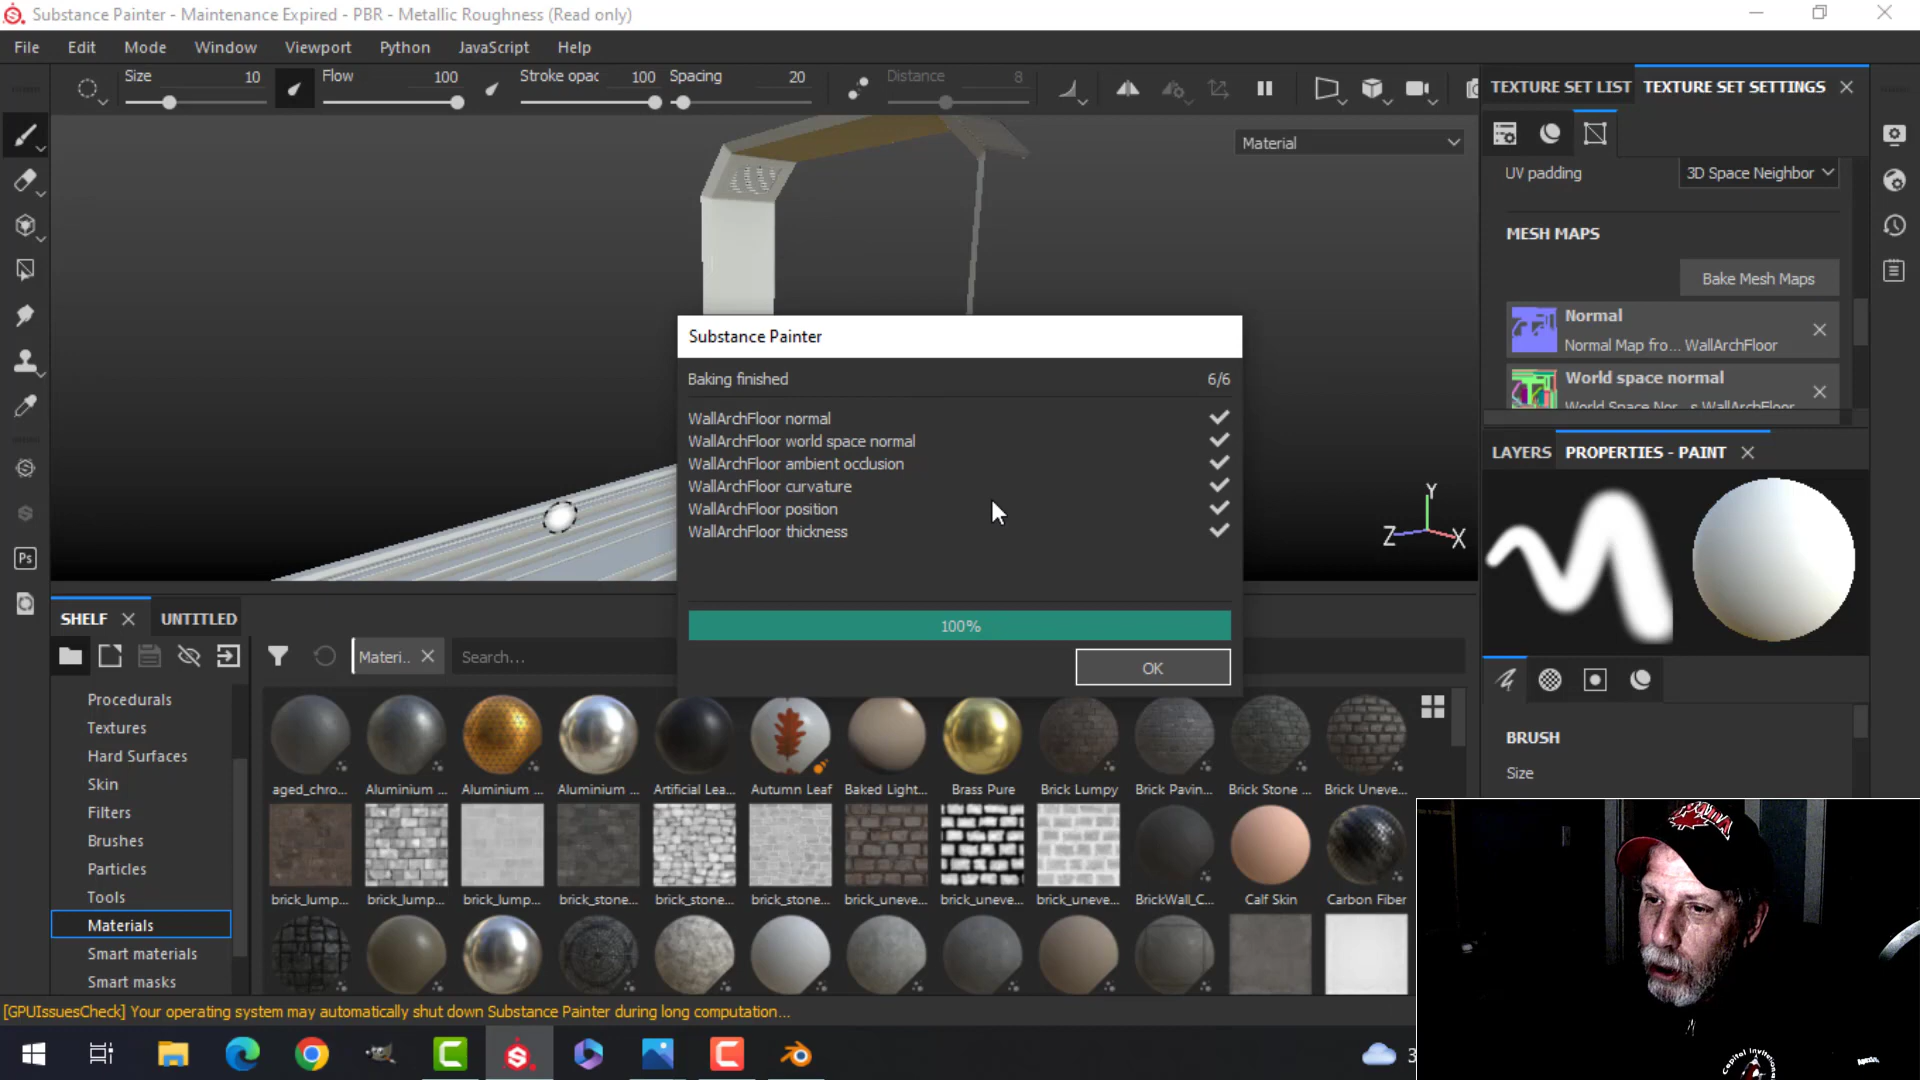 Substance Painter - Maintenance Expired - PBR - Metallic Roughness (Read only)
File Edit Mode Window Viewport Python JavaScript Help
Size 10 Flow 100 Stroke opac 100 Spacing 20 Distance 8
TEXTURE SET LIST TEXTURE SET SETTINGS
Material
UV padding 3D Space Neighbor
MESH MAPS
Bake Mesh Maps
Normal
Normal Map fro... WallArchFloor
World space normal
World Space Nor...s WallArchFloor
Substance Painter
Baking finished 6/6
WallArchFloor normal
WallArchFloor world space normal
WallArchFloor ambient occlusion
WallArchFloor curvature
WallArchFloor position
WallArchFloor thickness
100%
OK
LAYERS PROPERTIES - PAINT
Y
Z X
Ps
SHELF UNTITLED
Materi.. Search...
Procedurals
Textures
Hard Surfaces
Skin
Filters
Brushes
Particles
Tools
Materials
Smart materials
Smart masks
aged_chro... Aluminium ... Aluminium ... Aluminium ... Artificial Lea... Autumn Leaf Baked Light... Brass Pure Brick Lumpy Brick Pavin... Brick Stone ... Brick Uneve...
brick_lump... brick_lump... brick_lump... brick_stone... brick_stone... brick_stone... brick_uneve... brick_uneve... brick_uneve... BrickWall_C... Calf Skin Carbon Fiber
BRUSH
Size
[GPUIssuesCheck] Your operating system may automatically shut down Substance Painter during long computation...
3
Capitol Invitational